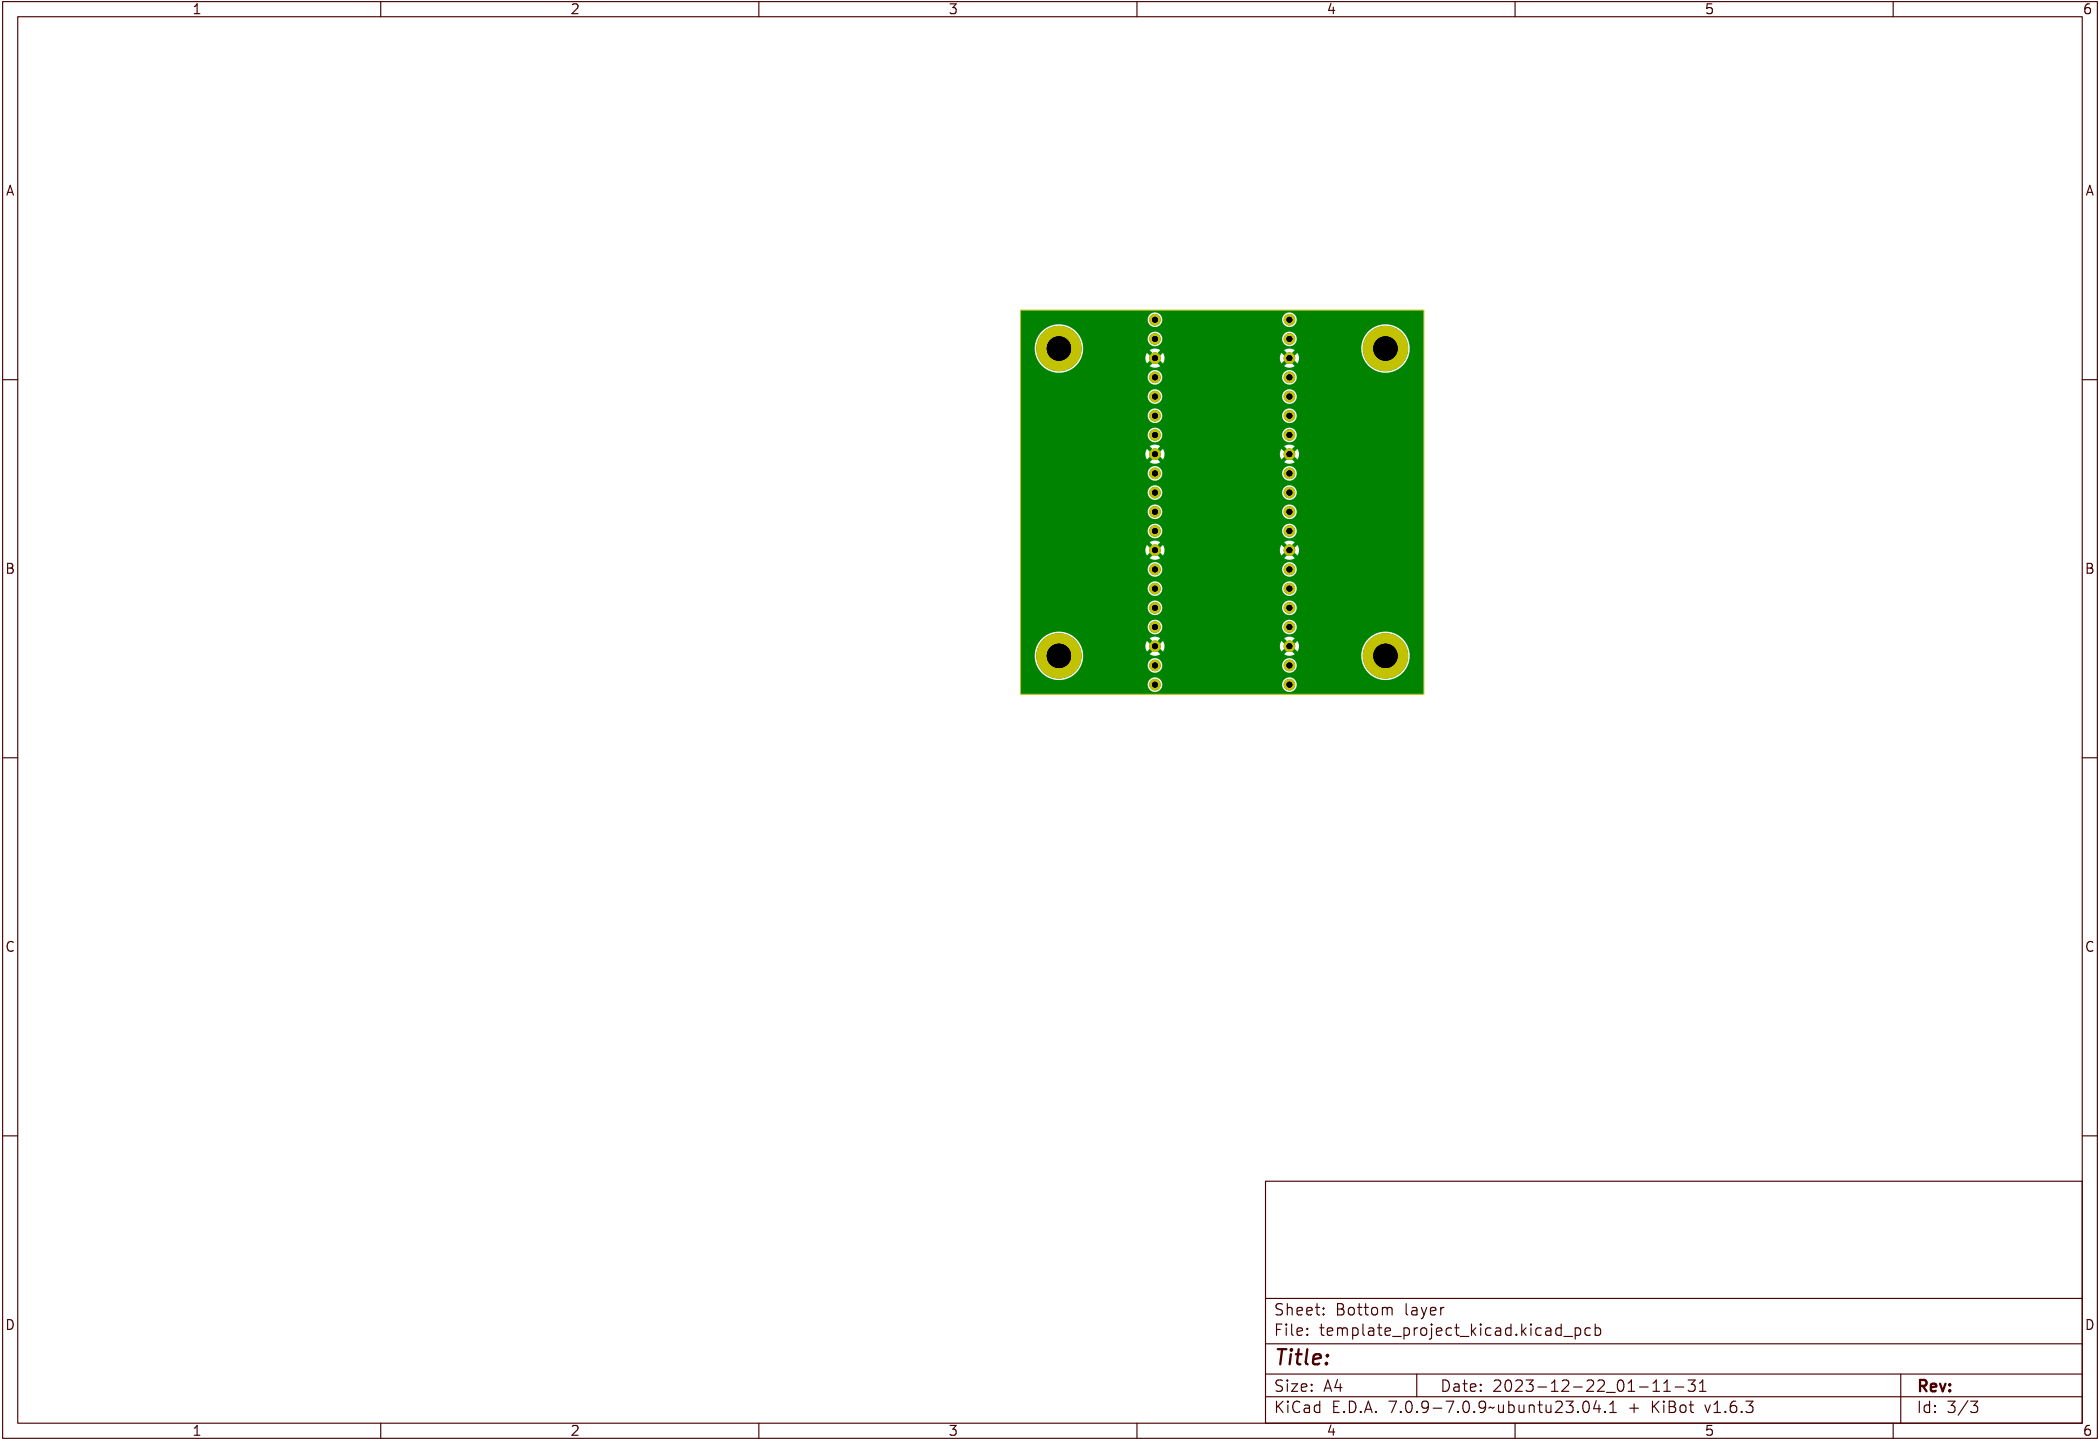 1 2 3 4 5 6
A A
B B
C C
Sheet: Bottom layer
D D
File: template_project_kicad.kicad_pcb
Title:
Size: A4 Date: 2023-12-22_01-11-31 Rev:
KiCad E.D.A. 7.0.9-7.0.9~ubuntu23.04.1 + KiBot v1.6.3 Id: 3/3
1 2 3 4 5 6